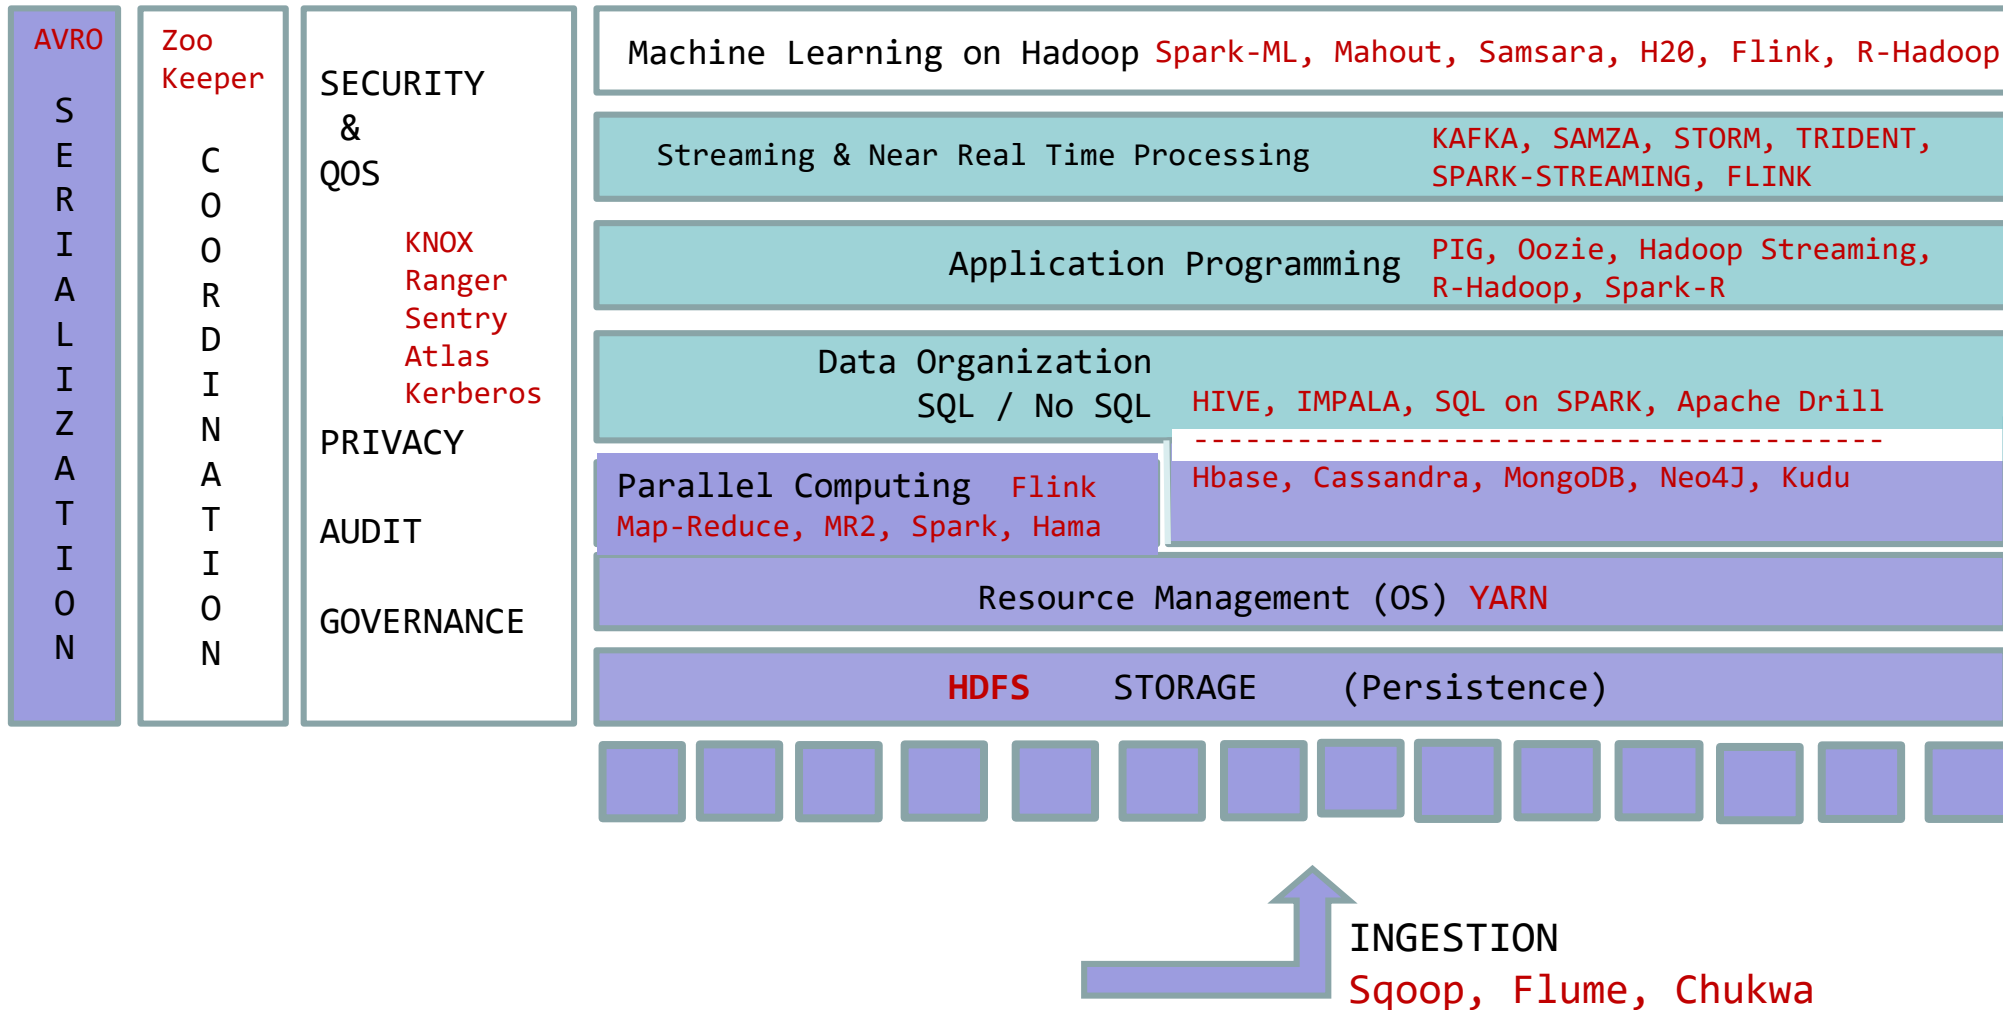 AVRO
SERIALIZATION
Zoo
Keeper
COORDINATION
SECURITY
&
QOS
KNOX
Ranger
Sentry
Atlas
Kerberos
PRIVACY
AUDIT
GOVERNANCE
Machine Learning on Hadoop Spark-ML, Mahout, Samsara, H20, Flink, R-Hadoop
Streaming & Near Real Time Processing
KAFKA, SAMZA, STORM, TRIDENT,
SPARK-STREAMING, FLINK
Application Programming
PIG, Oozie, Hadoop Streaming,
R-Hadoop, Spark-R
Data Organization
SQL / No SQL
HIVE, IMPALA, SQL on SPARK, Apache Drill
----------------------------------------
Hbase, Cassandra, MongoDB, Neo4J, Kudu
Parallel Computing Flink
Map-Reduce, MR2, Spark, Hama
Resource Management (OS) YARN
HDFS STORAGE (Persistence)
INGESTION
Sqoop, Flume, Chukwa